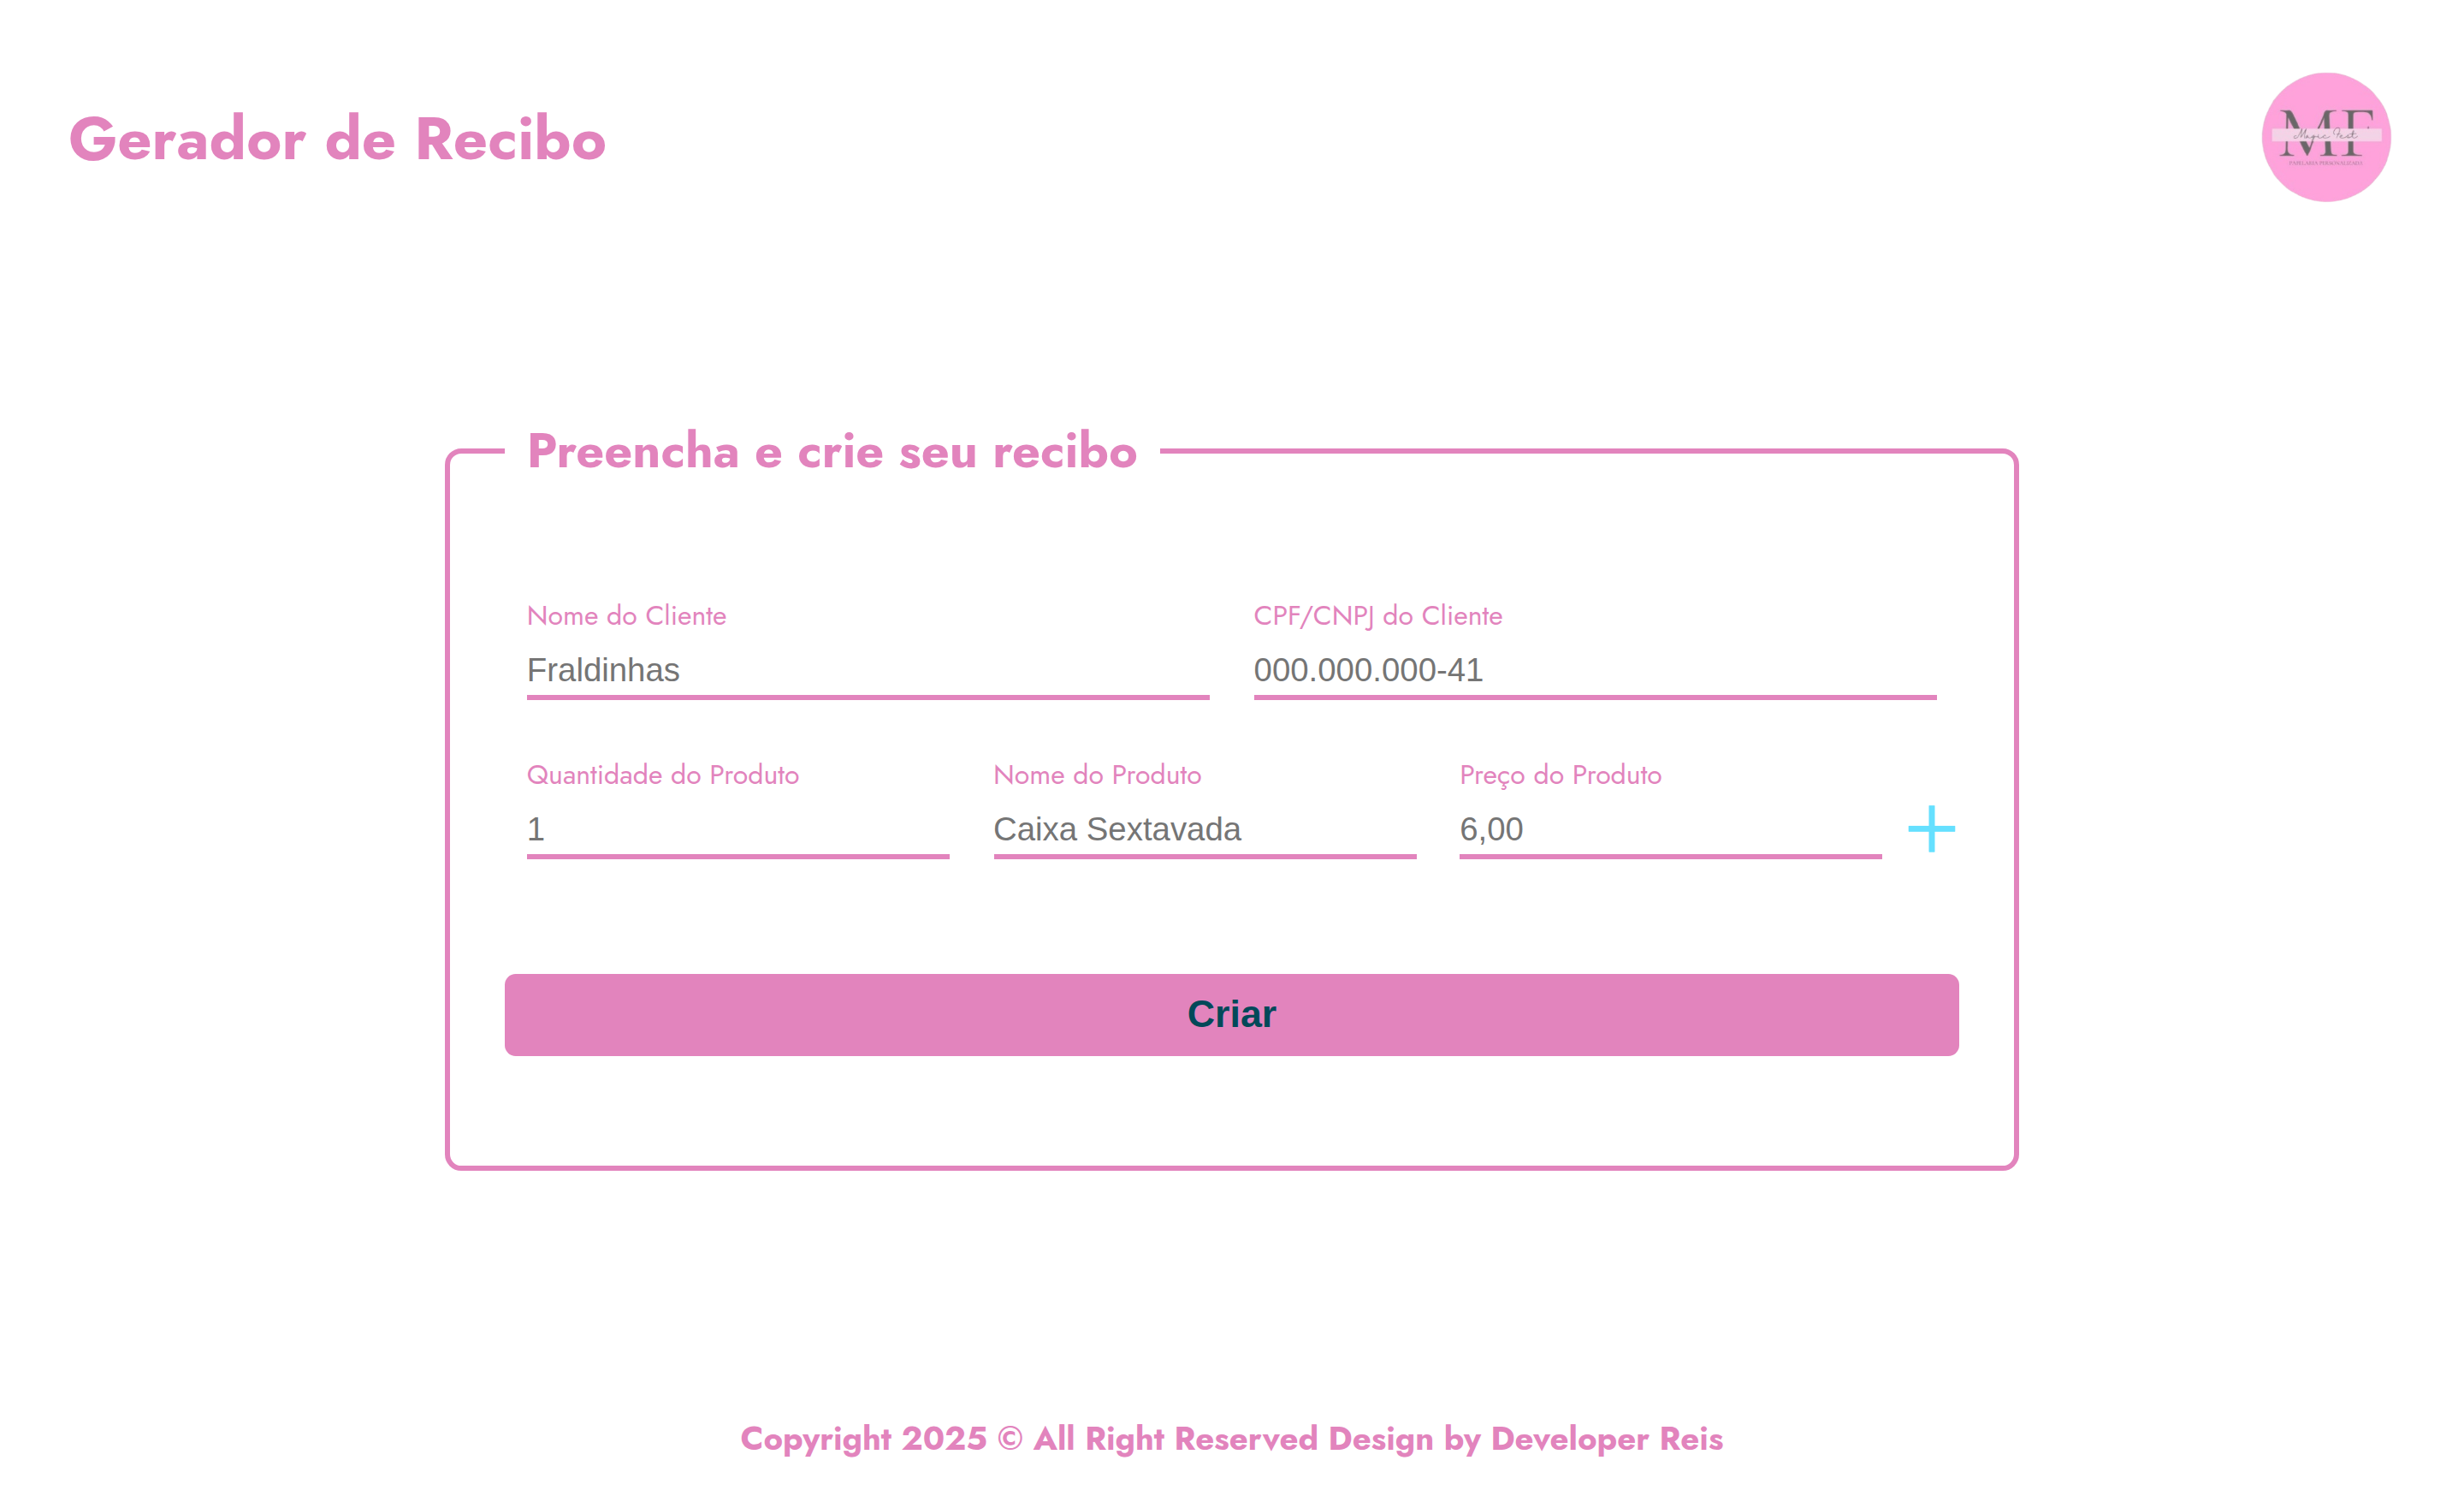 Gerador de Recibo
MF
Magic Fest
Preencha e crie seu recibo
Nome do Cliente
CPF/CNPJ do Cliente
Fraldinhas
000.000.000-41
Quantidade do Produto
Nome do Produto
Preço do Produto
1
Caixa Sextavada
6,00
+
Criar
Copyright 2025 © All Right Reserved Design by Developer Reis